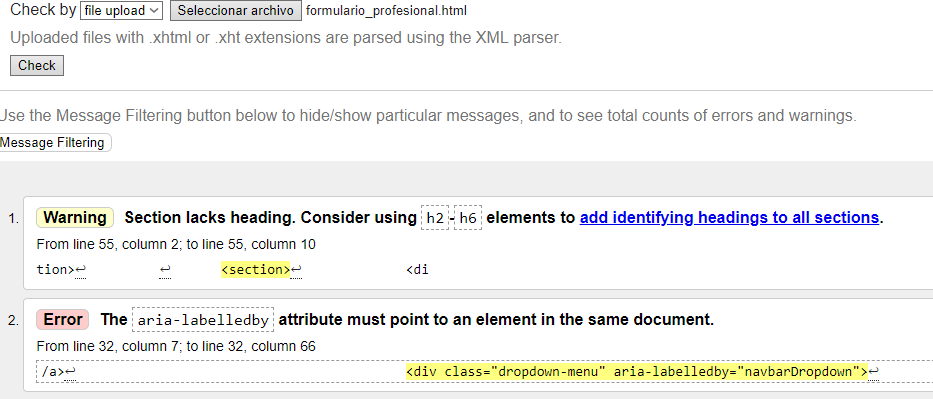 Check by file upload Seleccionar archivo formulario_profesional.html
Uploaded files with .xhtml or .xht extensions are parsed using the XML parser.
Check
Use the Message Filtering button below to hide/show particular messages, and to see total counts of errors and warnings.
Message Filtering
1. Warning Section lacks heading. Consider using h2-h6 elements to add identifying headings to all sections.
From line 55, column 2; to line 55, column 10
tion>↩ ↩ <section>↩ <di
2. Error The aria-labelledby attribute must point to an element in the same document.
From line 32, column 7; to line 32, column 66
/a>↩ <div class="dropdown-menu" aria-labelledby="navbarDropdown">↩